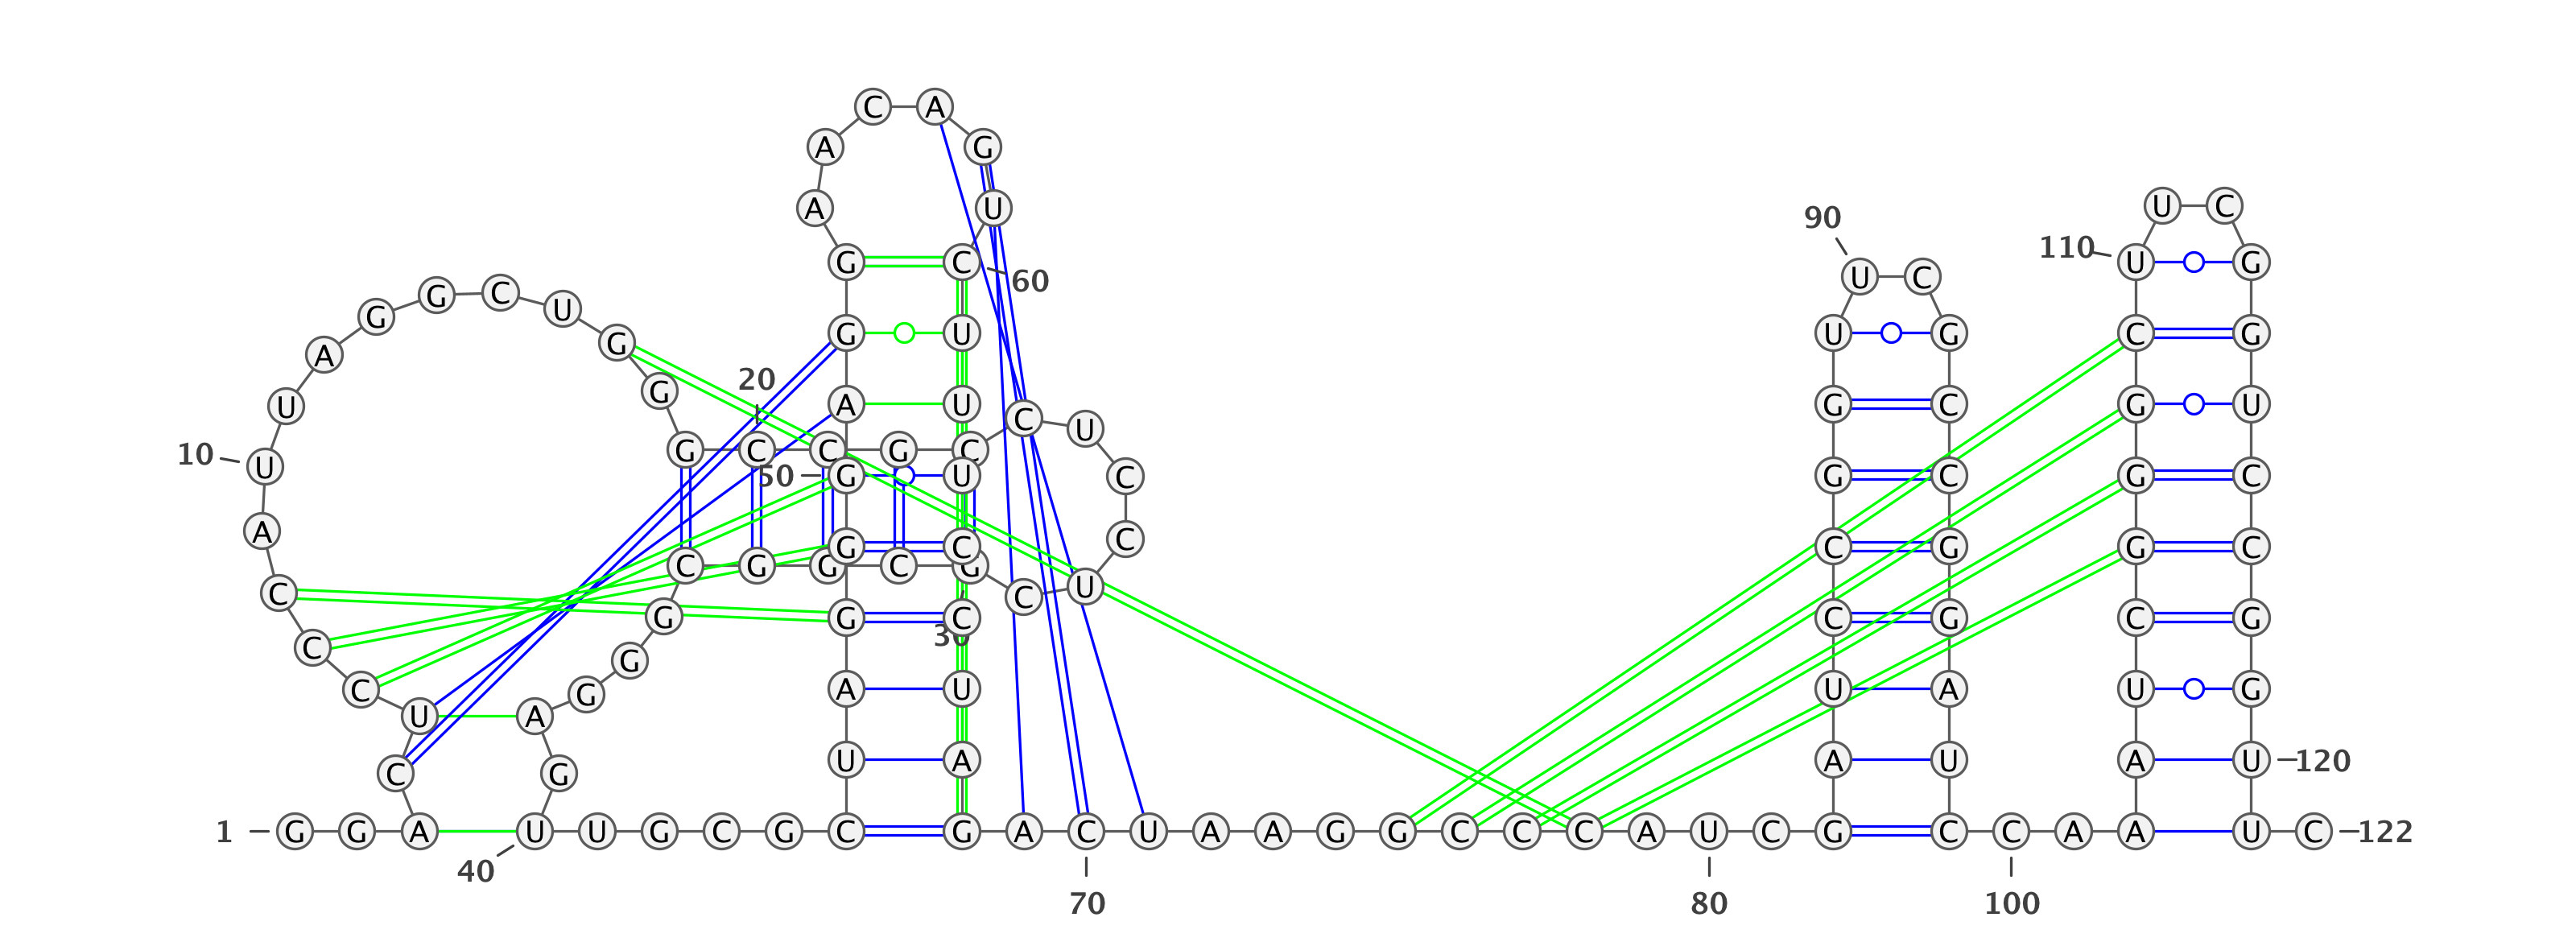 C A
A G
A U U C
90
110
G C U G
60 U C
G C
U
G
G U U G C G
G
A
20
G
U A U G C G U
C U
10 G C C G C
U 50 G U C G C G C
A C
G C C G G C
C G G C G
U
C C
G G C C G C G
30
C
G
C G A U U A U G
U A
C G U A A U A U 120
1 G G A U U G C G C G A C U A A G G C C C A U C G C C A A U C 122
40
70 80 100